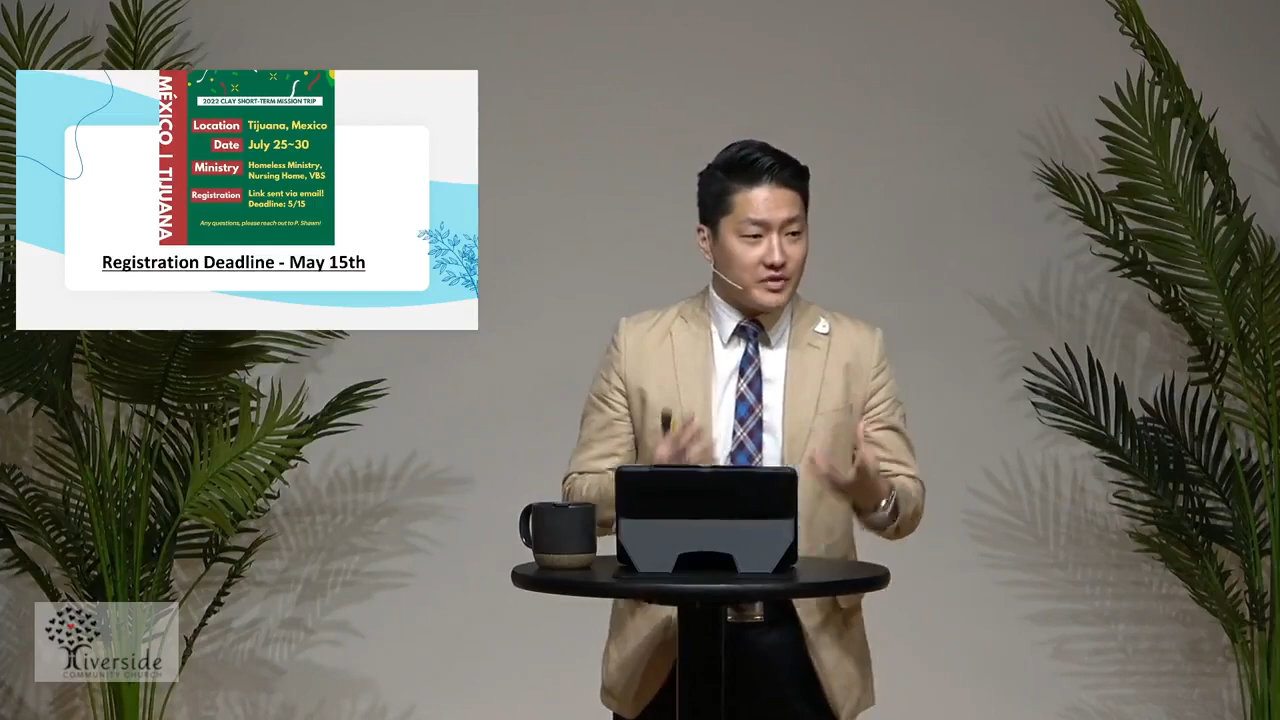 MÉXICO | TIJUANA
2022 CLAY SHORT-TERM MISSION TRIP
Location Tijuana, Mexico
Date July 25~30
Ministry Homeless Ministry,
Nursing Home, VBS
Registration Link sent via email!
Deadline: 5/15
Any questions, please reach out to P. Shawn!
Registration Deadline - May 15th
Riverside
COMMUNITY CHURCH